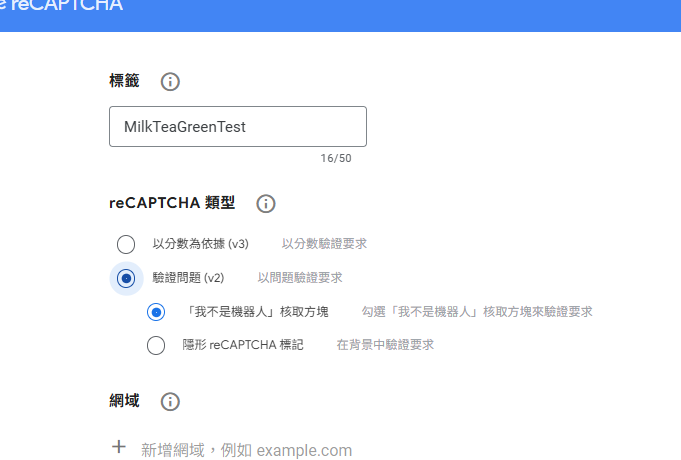 reCAPTCHA
標籤
MilkTeaGreenTest
16/50
reCAPTCHA 類型
以分數為依據 (v3) 以分數驗證要求
驗證問題 (v2) 以問題驗證要求
「我不是機器人」核取方塊 勾選「我不是機器人」核取方塊來驗證要求
隱形 reCAPTCHA 標記 在背景中驗證要求
網域
+ 新增網域，例如 example.com